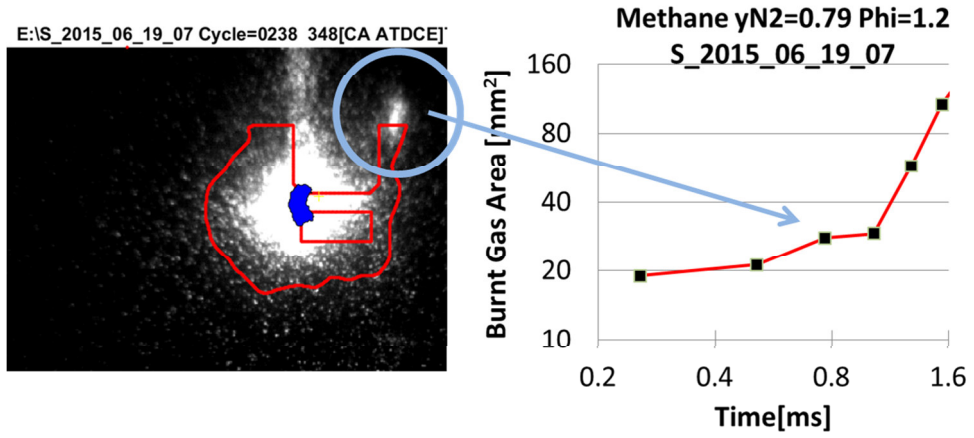 E:\S_2015_06_19_07 Cycle=0238 348[CA ATDCE]
Methane yN2=0.79 Phi=1.2
S_2015_06_19_07
Burnt Gas Area [mm²]
160
80
40
20
10
0.2 0.4 0.8 1.6
Time[ms]